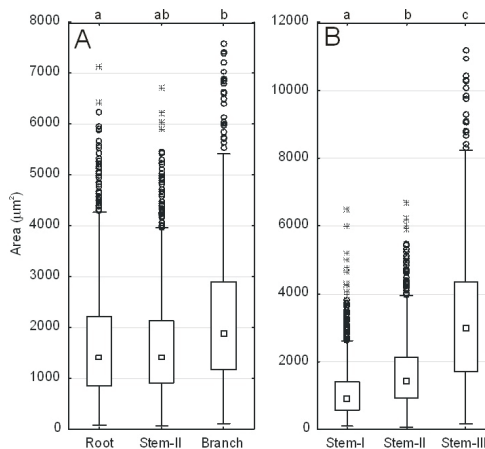 a ab b
a b c
A
B
8000
7000
6000
5000
4000
3000
2000
1000
0
Area (µm²)
Root Stem-II Branch
12000
10000
8000
6000
4000
2000
0
Stem-I Stem-II Stem-III